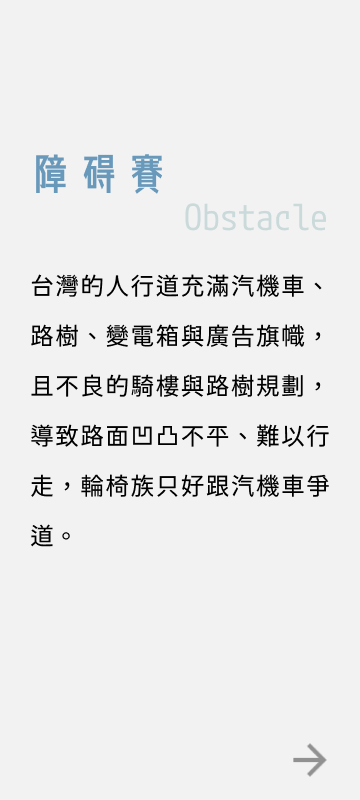 障碍賽
Obstacle
台灣的人行道充滿汽機車、
路樹、變電箱與廣告旗幟，
且不良的騎樓與路樹規劃，
導致路面凹凸不平、難以行
走，輪椅族只好跟汽機車爭
道。